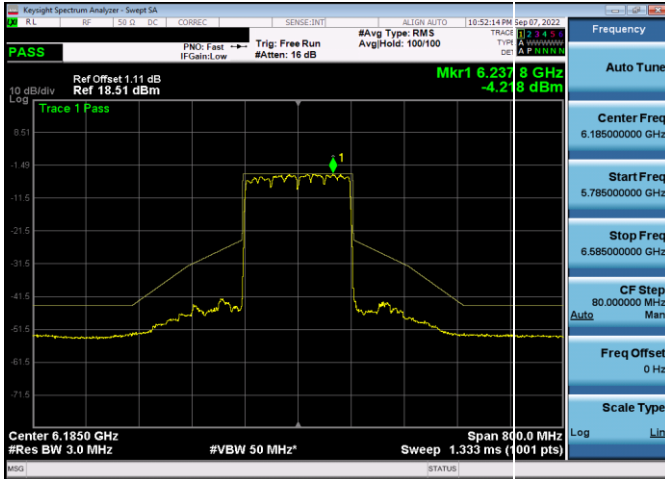 Keysight Spectrum Analyzer - Swept SA
RL RF 50 Ω DC CORREC SENSE:INT ALIGN AUTO 10:52:14 PM Sep 07, 2022
PASS
PNO: Fast
IFGain:Low
Trig: Free Run
#Atten: 16 dB
#Avg Type: RMS
Avg|Hold: 100/100
TRACE 1 2 3 4 5 6
TYPE A WWWWW
DET A P N N N N
Ref Offset 1.11 dB
10 dB/div Ref 18.51 dBm
Mkr1 6.237 8 GHz
-4.218 dBm
Log
Trace 1 Pass
1
8.51
-1.49
-11.5
-21.5
-31.5
-41.5
-51.5
-61.5
-71.5
Center 6.1850 GHz
Span 800.0 MHz
#Res BW 3.0 MHz
#VBW 50 MHz*
Sweep 1.333 ms (1001 pts)
MSG STATUS
Frequency
Auto Tune
Center Freq
6.185000000 GHz
Start Freq
5.785000000 GHz
Stop Freq
6.585000000 GHz
CF Step
80.000000 MHz
Auto Man
Freq Offset
0 Hz
Scale Type
Log Lin